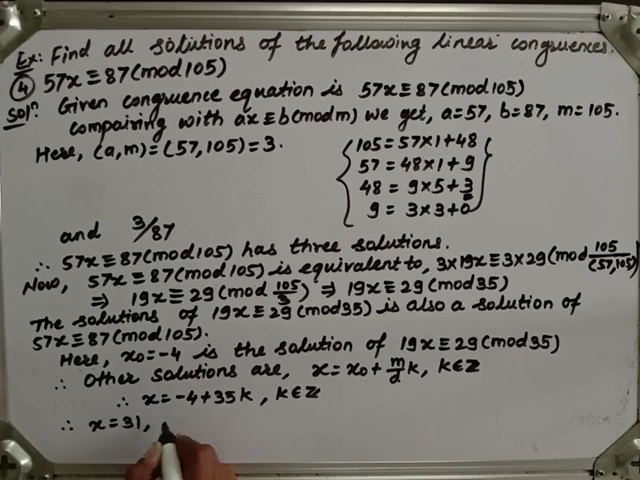 Ex: Find all solutions of the following linear congruences.
④ 57x ≡ 87(mod 105)
Solⁿ: Given congruence equation is 57x ≡ 87(mod 105)
compairing with ax ≡ b(mod m) we get, a=57, b=87, m=105.
Here, (a,m) = (57,105) = 3.
105 = 57×1+48
57 = 48×1+9
48 = 9×5+3
9 = 3×3+0
and 3/87
∴ 57x ≡ 87(mod 105) has three solutions.
Now, 57x ≡ 87(mod 105) is equivalent to, 3×19x ≡ 3×29 (mod 105/(57,105))
⇒ 19x ≡ 29 (mod 105/3) ⇒ 19x ≡ 29 (mod 35)
The solutions of 19x ≡ 29 (mod 35) is also a solution of
57x ≡ 87(mod 105).
Here, x₀ = -4 is the solution of 19x ≡ 29 (mod 35)
∴ Other solutions are, x = x₀ + m/d k, k∈Z
∴ x = -4 + 35k, k∈Z
∴ x = 31,